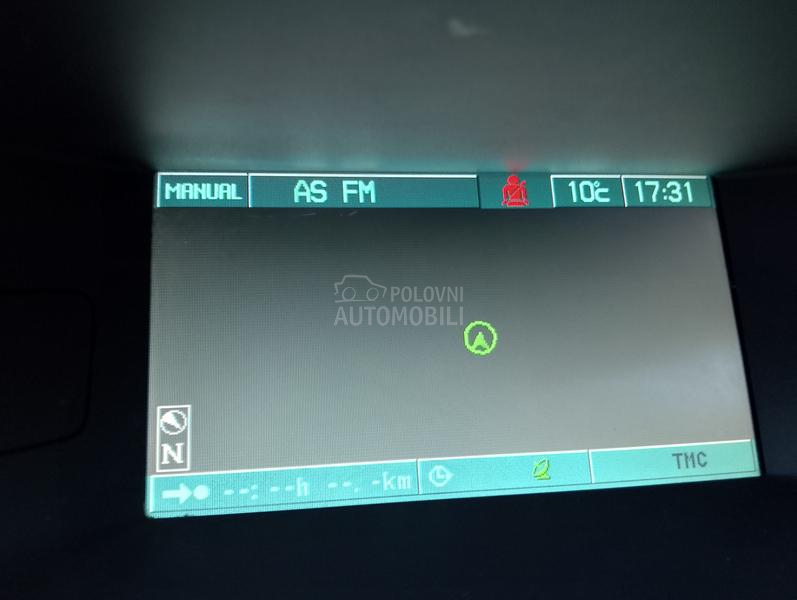 MANUAL AS FM 10°C 17:31
POLOVNI
AUTOMOBILI
N
--:--h --.-km TMC